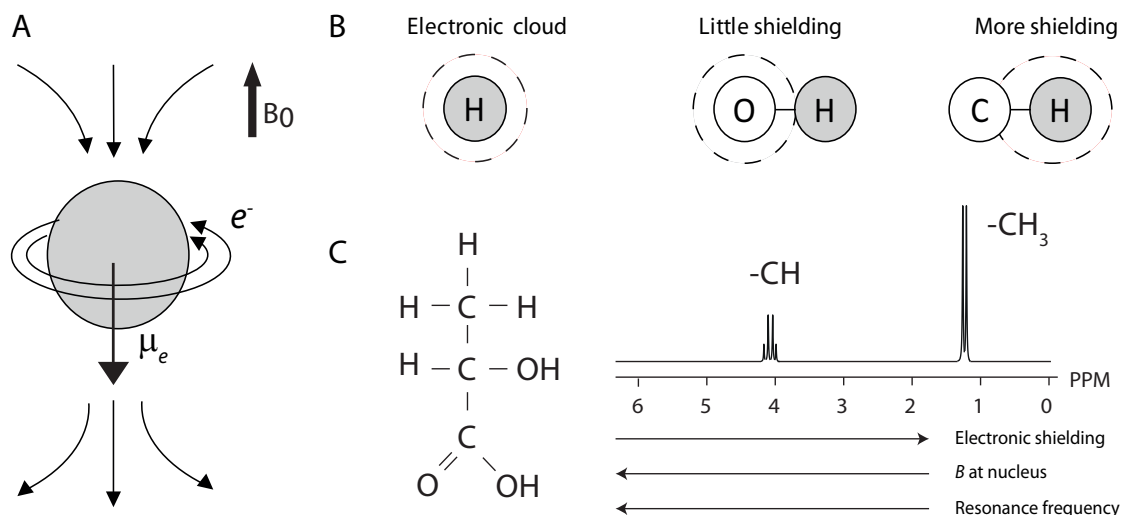 A
B0
e-
μe
B
Electronic cloud
Little shielding
More shielding
H
O H
C H
C
H
H C H
H C OH
C
O OH
-CH
-CH3
6 5 4 3 2 1 0 PPM
Electronic shielding
B at nucleus
Resonance frequency